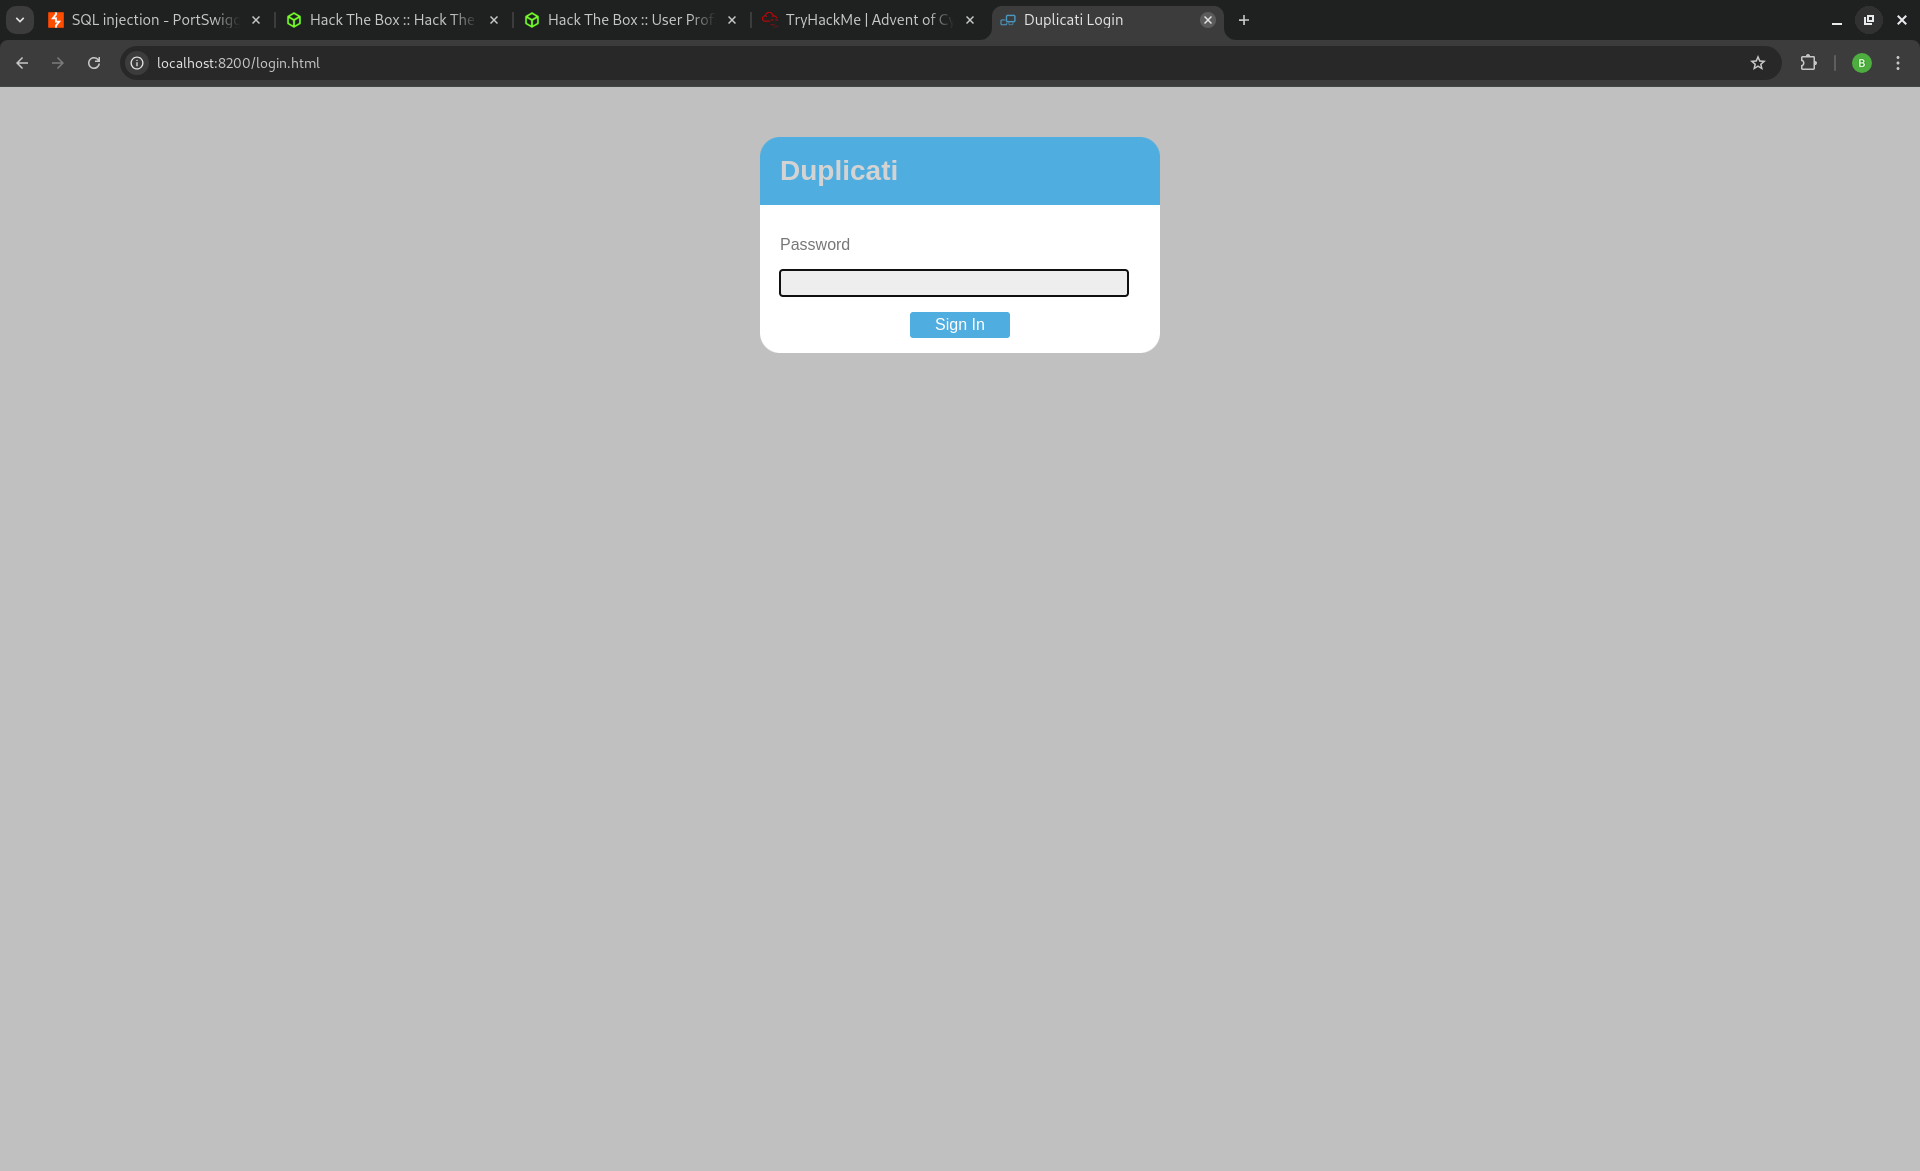 SQL injection - PortSwig
Hack The Box :: Hack The
Hack The Box :: User Prof
TryHackMe | Advent of C
Duplicati Login
localhost:8200/login.html
B
Duplicati
Password
Sign In